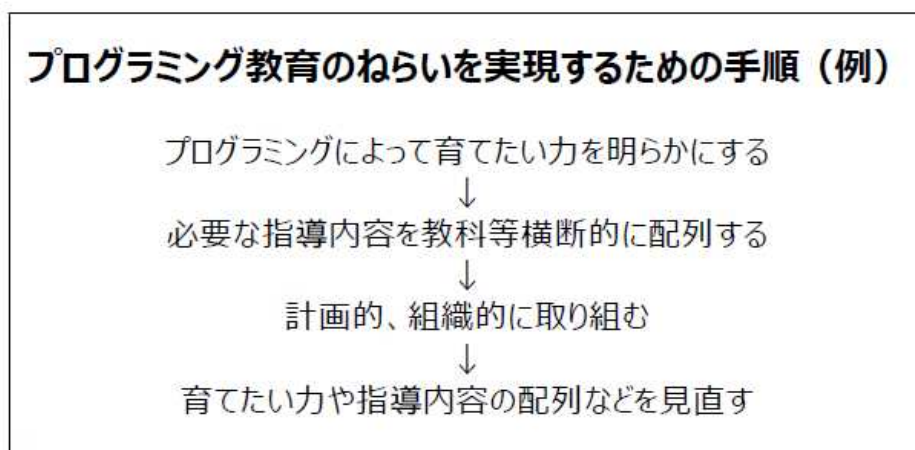 プログラミング教育のねらいを実現するための手順（例）
プログラミングによって育てたい力を明らかにする
↓
必要な指導内容を教科等横断的に配列する
↓
計画的、組織的に取り組む
↓
育てたい力や指導内容の配列などを見直す